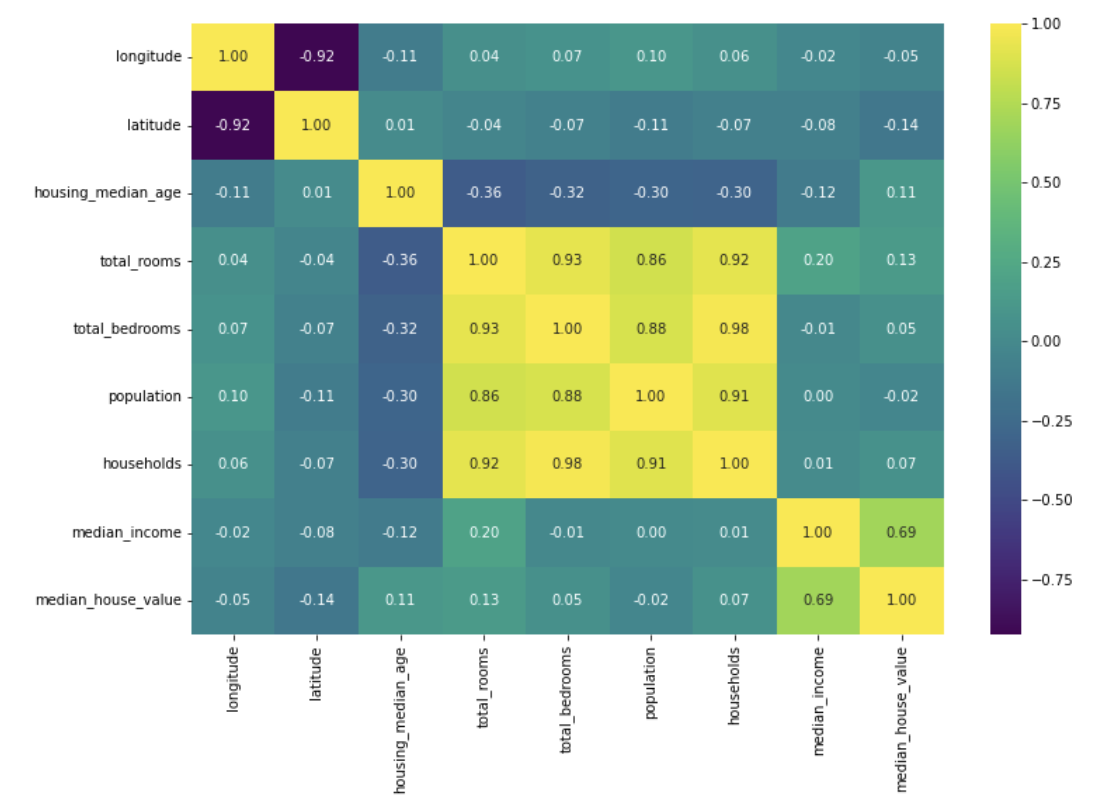 longitude 1.00 -0.92 -0.11 0.04 0.07 0.10 0.06 -0.02 -0.05
latitude -0.92 1.00 0.01 -0.04 -0.07 -0.11 -0.07 -0.08 -0.14
housing_median_age -0.11 0.01 1.00 -0.36 -0.32 -0.30 -0.30 -0.12 0.11
total_rooms 0.04 -0.04 -0.36 1.00 0.93 0.86 0.92 0.20 0.13
total_bedrooms 0.07 -0.07 -0.32 0.93 1.00 0.88 0.98 -0.01 0.05
population 0.10 -0.11 -0.30 0.86 0.88 1.00 0.91 0.00 -0.02
households 0.06 -0.07 -0.30 0.92 0.98 0.91 1.00 0.01 0.07
median_income -0.02 -0.08 -0.12 0.20 -0.01 0.00 0.01 1.00 0.69
median_house_value -0.05 -0.14 0.11 0.13 0.05 -0.02 0.07 0.69 1.00
longitude
latitude
housing_median_age
total_rooms
total_bedrooms
population
households
median_income
median_house_value
1.00
0.75
0.50
0.25
0.00
−0.25
−0.50
−0.75